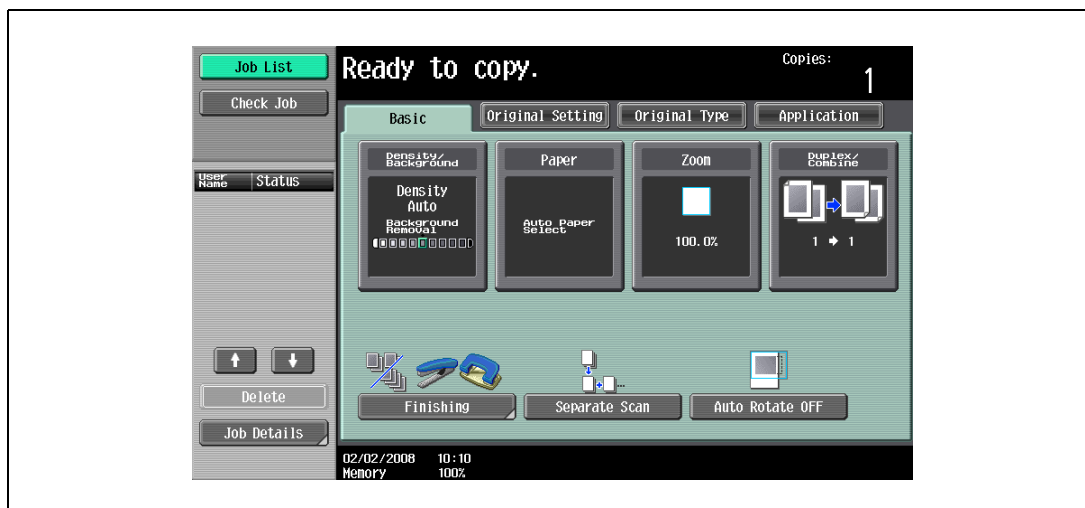 Job List
Check Job
User
Name
Status
Delete
Job Details
Ready to copy.
Copies:
1
Basic
Original Setting
Original Type
Application
Density/
Background
Density
Auto
Background
Removal
Paper
Auto Paper
Select
Zoom
100.0%
Duplex/
Combine
1 → 1
Finishing
Separate Scan
Auto Rotate OFF
02/02/2008 10:10
Memory 100%